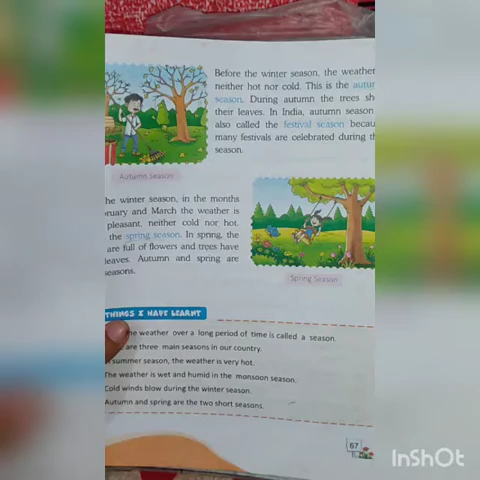 Before the winter season, the weather
neither hot nor cold. This is the autu
season. During autumn the trees sh
their leaves. In India, autumn season
also called the festival season becau
many festivals are celebrated during th
season.
Autumn Season
he winter season, in the months
ruary and March the weather is
pleasant, neither cold nor hot.
the spring season. In spring, the
are full of flowers and trees have
leaves. Autumn and spring are
seasons.
Spring Season
THINGS I HAVE LEARNT
he weather over a long period of time is called a season.
are three main seasons in our country.
summer season, the weather is very hot.
The weather is wet and humid in the monsoon season.
Cold winds blow during the winter season.
Autumn and spring are the two short seasons.
67
InShOt